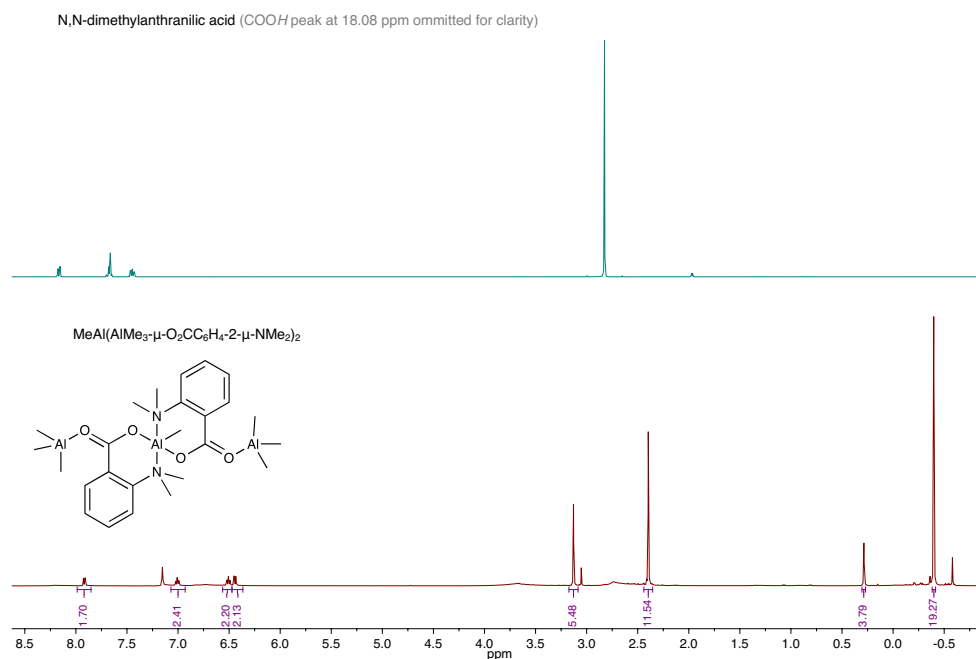 N,N-dimethylanthranilic acid (COOH peak at 18.08 ppm ommitted for clarity)
MeAl(AlMe₃-μ-O₂CC₆H₄-2-μ-NMe₂)₂
N
Al O O Al Al
O O
N
1.70 2.41 2.20 2.13 5.48 11.54 3.79 19.27
8.5 8.0 7.5 7.0 6.5 6.0 5.5 5.0 4.5 4.0 3.5 3.0 2.5 2.0 1.5 1.0 0.5 0.0 -0.5
ppm